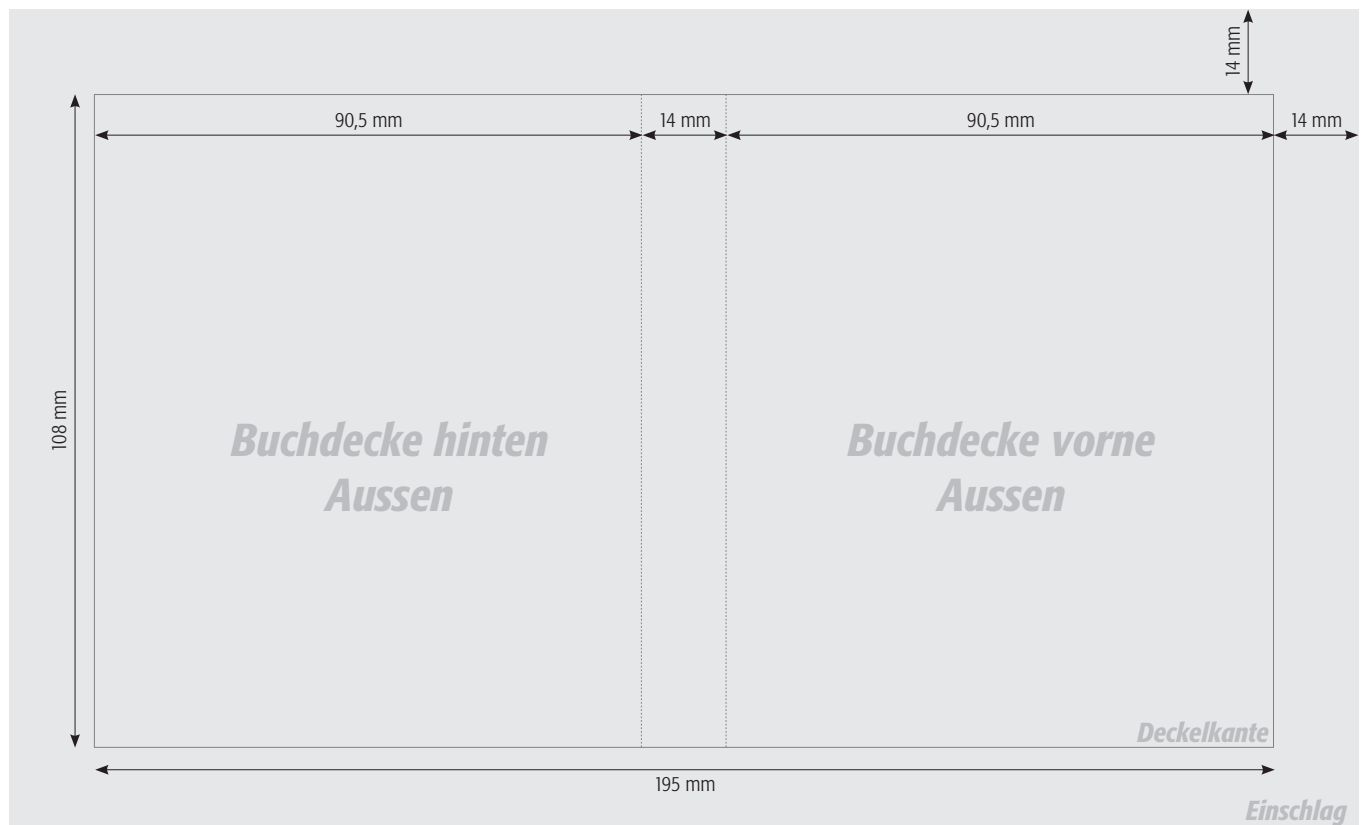 14 mm
90,5 mm
14 mm
90,5 mm
14 mm
108 mm
Buchdecke hinten
Aussen
Buchdecke vorne
Aussen
Deckelkante
195 mm
Einschlag